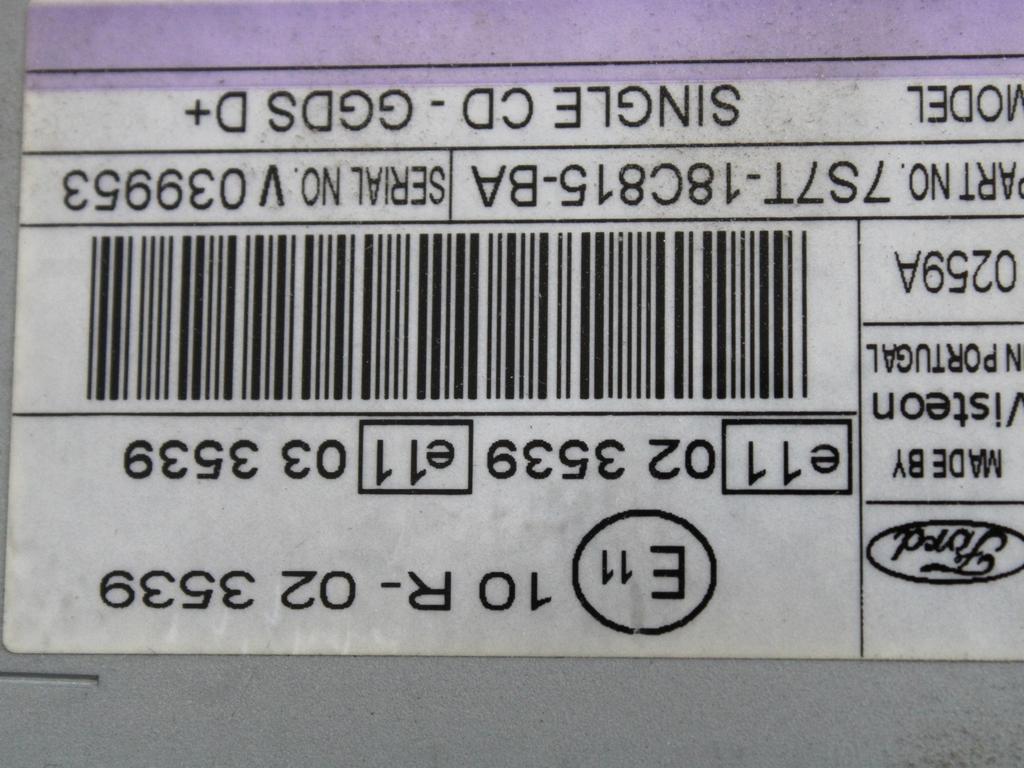 Ford
E 11 10 R- 02 3539
MADE BY
Visteon
IN PORTUGAL
e11 02 3539 e11 03 3539
0259A
PART NO. 7S7T-18C815-BA SERIAL NO. V 039953
MODEL SINGLE CD - GGDS D+